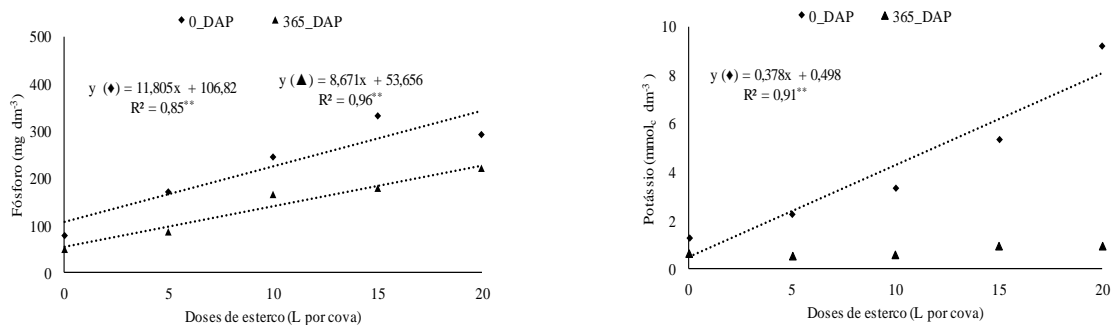 ♦ 0_DAP ▲ 365_DAP
500
400
300
200
100
0
Fósforo (mg dm⁻³)
y (♦) = 11,805x + 106,82
R² = 0,85**
y (▲) = 8,671x + 53,656
R² = 0,96**
0 5 10 15 20
Doses de esterco (L por cova)
♦ 0_DAP ▲ 365_DAP
10
8
6
4
2
0
Potássio (mmol꜀ dm⁻³)
y (♦) = 0,378x + 0,498
R² = 0,91**
0 5 10 15 20
Doses de esterco (L por cova)